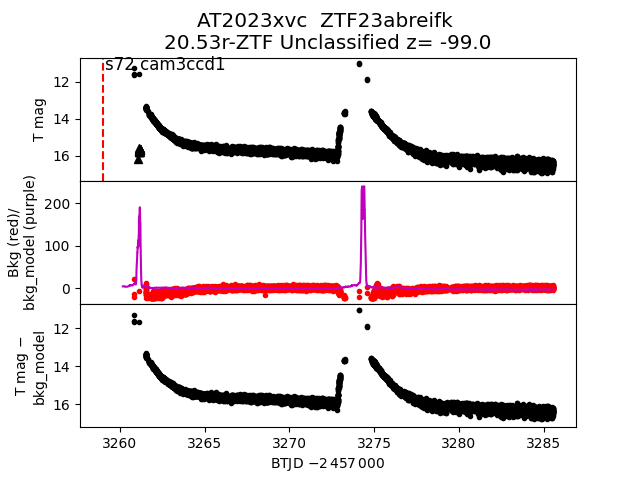 AT2023xvc  ZTF23abreifk
20.53r-ZTF Unclassified z= -99.0
s72 cam3ccd1
12
14
16
T mag
200
100
0
Bkg (red)/
bkg_model (purple)
12
14
16
T mag −
bkg_model
3260
3265
3270
3275
3280
3285
BTJD −2 457 000